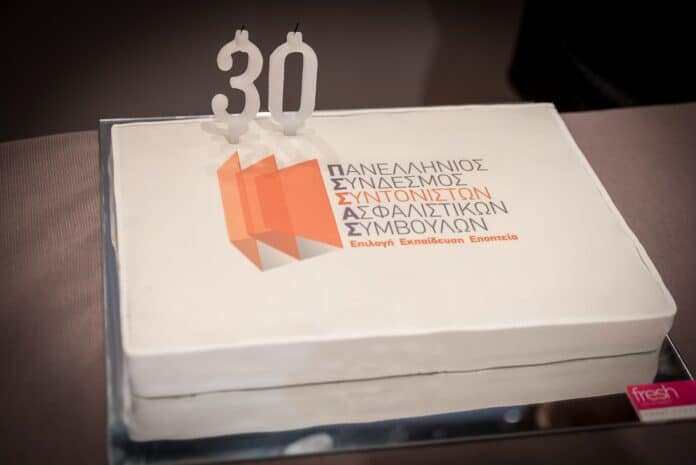 30
ΠΑΝΕΛΛΗΝΙΟΣ
ΣΥΝΔΕΣΜΟΣ
ΣΥΝΤΟΝΙΣΤΩΝ
ΑΣΦΑΛΙΣΤΙΚΩΝ
ΣΥΜΒΟΥΛΩΝ
Επιλογή Εκπαίδευση Εποπτεία
fresh